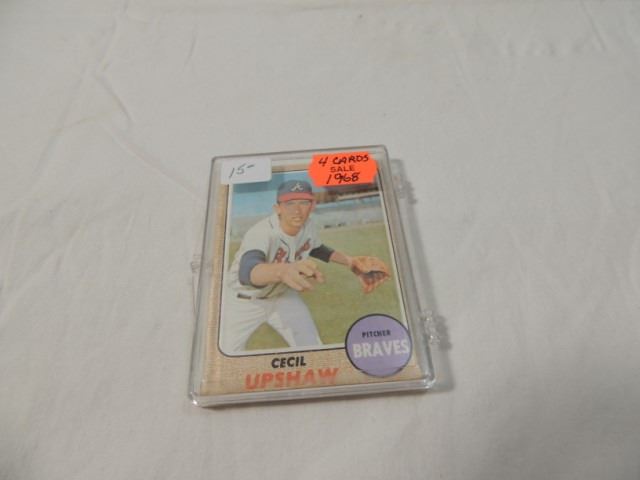 15-
4 CARDS
SALE
1968
A
PITCHER
BRAVES
CECIL
UPSHAW